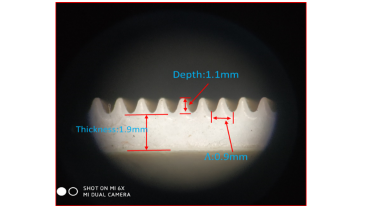 Depth:1.1mm
Thickness:1.9mm
SHOT ON MI 6X
MI DUAL CAMERA